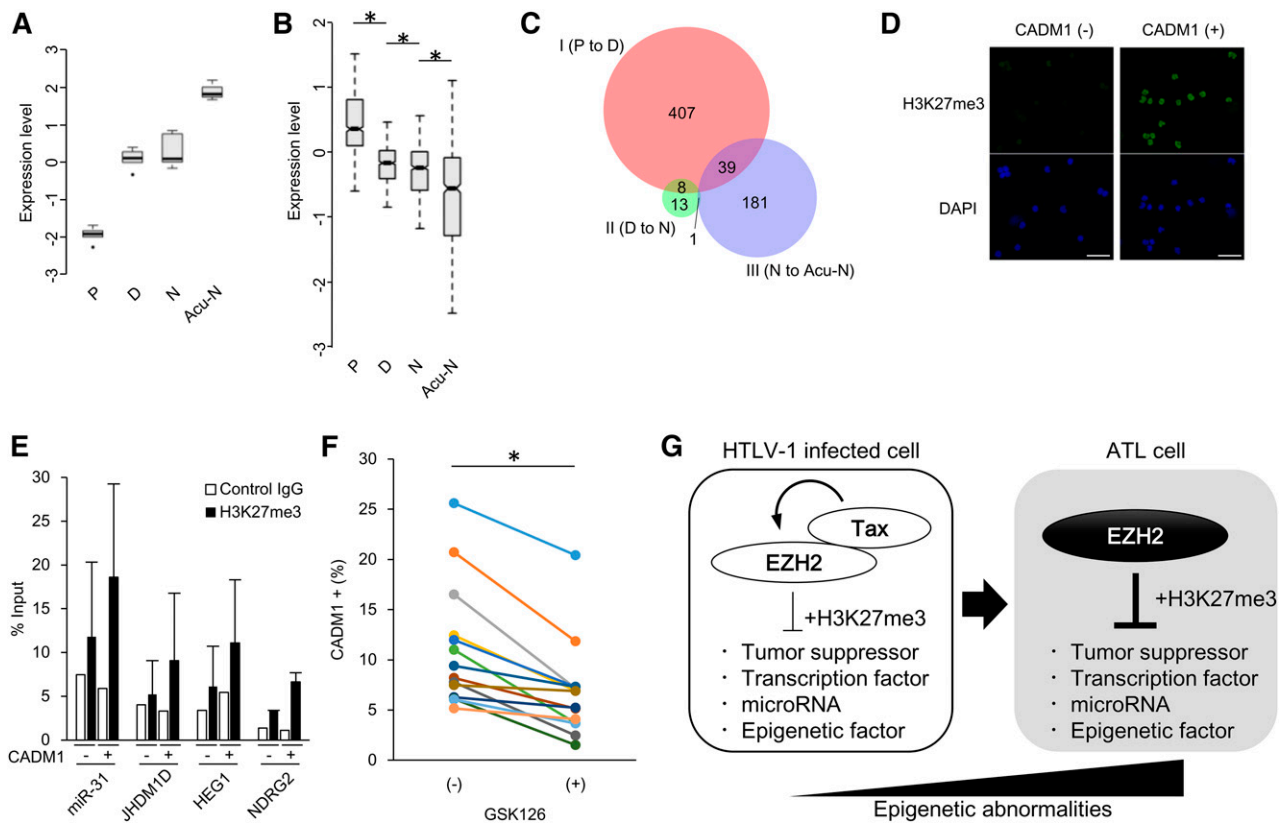 A
Expression level
3
2
1
0
-1
-2
-3
P
D
N
Acu-N
B
Expression level
2
1
0
-1
-2
-3
*
*
*
P
D
N
Acu-N
C
I (P to D)
407
39
8
13
181
II (D to N)
1
III (N to Acu-N)
D
CADM1 (-)
CADM1 (+)
H3K27me3
DAPI
E
% Input
30
25
20
15
10
5
0
Control IgG
H3K27me3
CADM1 - + - + - + - +
miR-31
JHDM1D
HEG1
NDRG2
F
CADM1 + (%)
30
25
20
15
10
5
0
*
(-)
(+)
GSK126
G
HTLV-1 infected cell
Tax
EZH2
+H3K27me3
· Tumor suppressor
· Transcription factor
· microRNA
· Epigenetic factor
ATL cell
EZH2
+H3K27me3
· Tumor suppressor
· Transcription factor
· microRNA
· Epigenetic factor
Epigenetic abnormalities